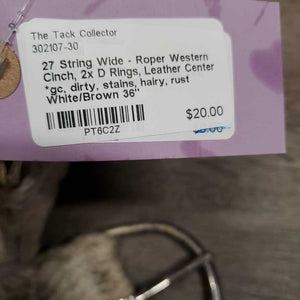 The Tack Collector
302107-30
27 String Wide - Roper Western
Cinch, 2x D Rings, Leather Center
*gc, dirty, stains, hairy, rust
White/Brown 36"
$20.00
PT6C2Z